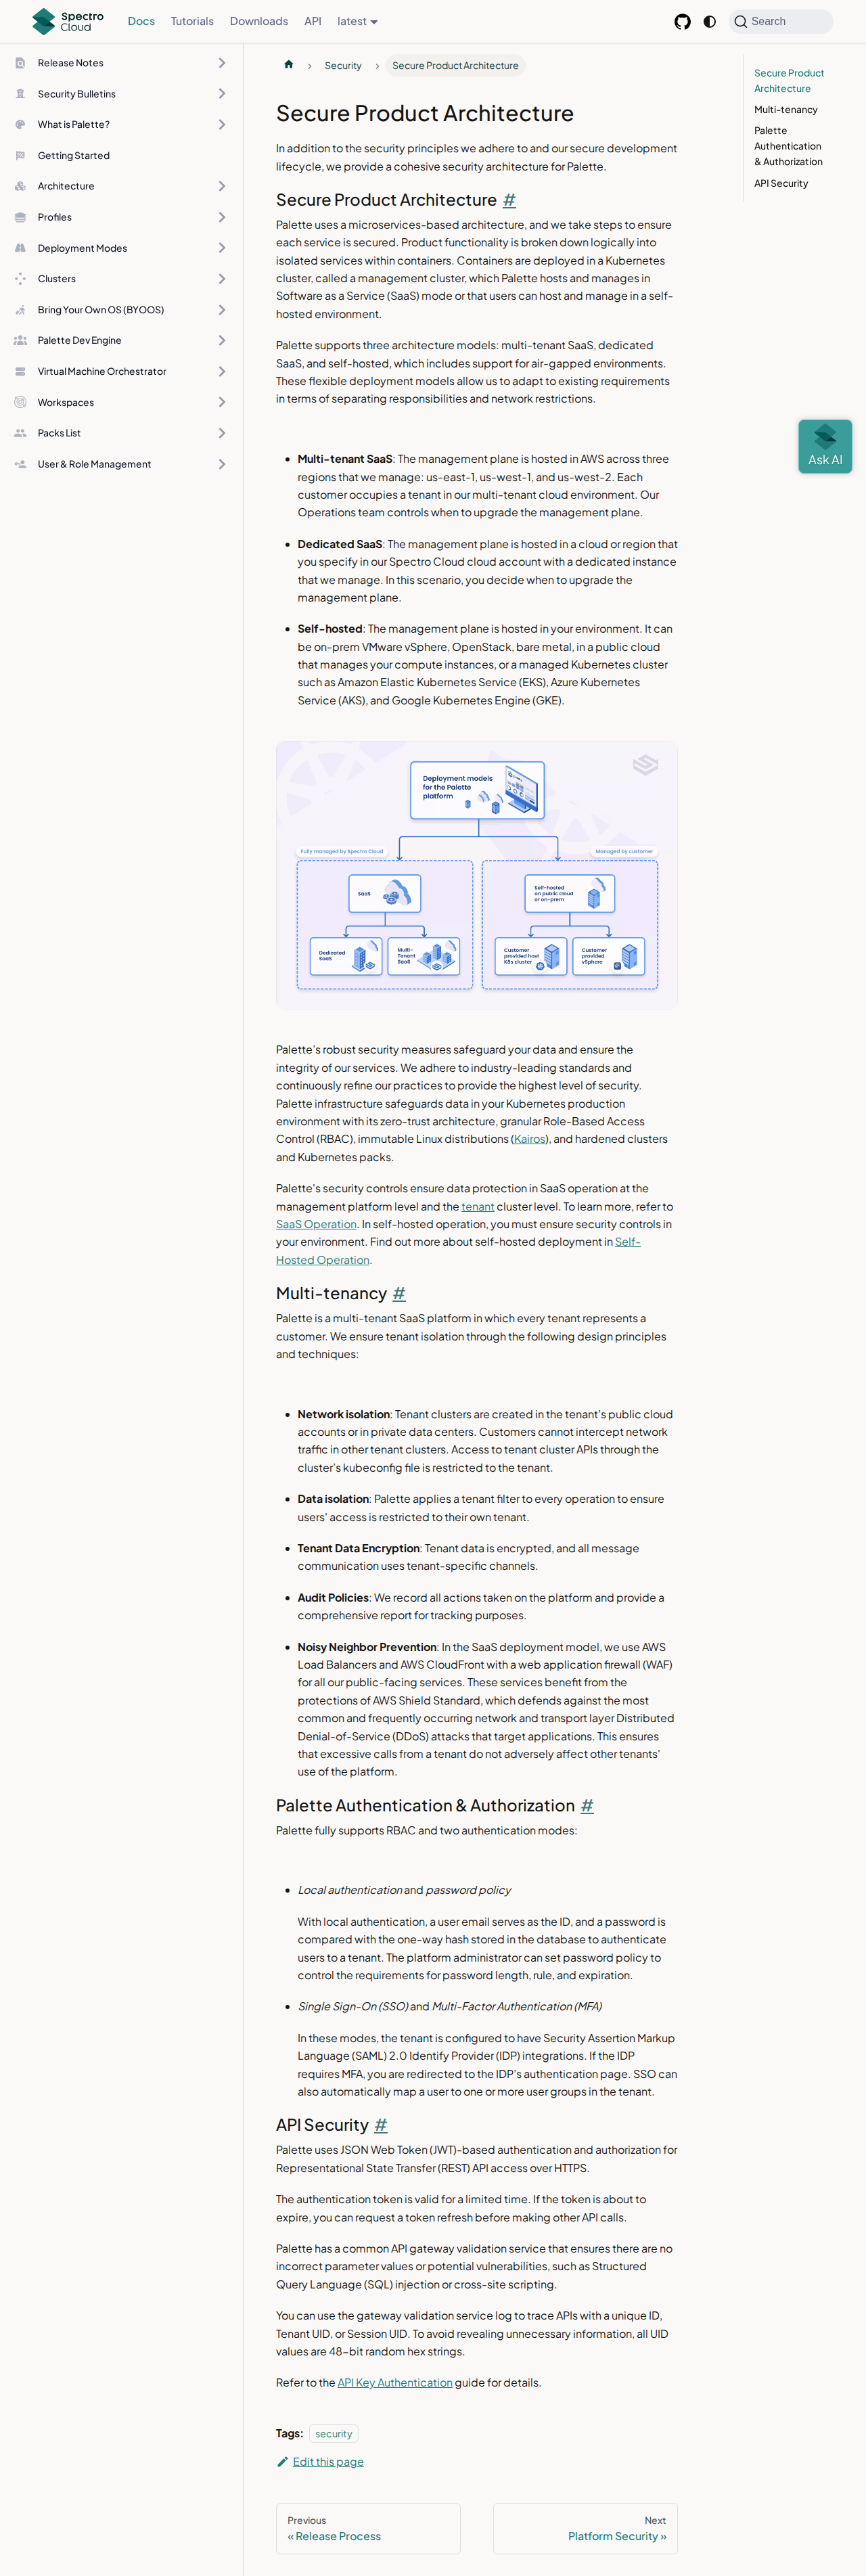 Spectro
Cloud
Docs
Tutorials
Downloads
API
latest
Search
Release Notes
Security Bulletins
What is Palette?
Getting Started
Architecture
Profiles
Deployment Modes
Clusters
Bring Your Own OS (BYOOS)
Palette Dev Engine
Virtual Machine Orchestrator
Workspaces
Packs List
User & Role Management
Security
Secure Product Architecture
Secure Product Architecture
In addition to the security principles we adhere to and our secure development
lifecycle, we provide a cohesive security architecture for Palette.
Secure Product Architecture #
Palette uses a microservices-based architecture, and we take steps to ensure
each service is secured. Product functionality is broken down logically into
isolated services within containers. Containers are deployed in a Kubernetes
cluster, called a management cluster, which Palette hosts and manages in
Software as a Service (SaaS) mode or that users can host and manage in a self-
hosted environment.
Palette supports three architecture models: multi-tenant SaaS, dedicated
SaaS, and self-hosted, which includes support for air-gapped environments.
These flexible deployment models allow us to adapt to existing requirements
in terms of separating responsibilities and network restrictions.
• Multi-tenant SaaS: The management plane is hosted in AWS across three
regions that we manage: us-east-1, us-west-1, and us-west-2. Each
customer occupies a tenant in our multi-tenant cloud environment. Our
Operations team controls when to upgrade the management plane.
• Dedicated SaaS: The management plane is hosted in a cloud or region that
you specify in our Spectro Cloud cloud account with a dedicated instance
that we manage. In this scenario, you decide when to upgrade the
management plane.
• Self-hosted: The management plane is hosted in your environment. It can
be on-prem VMware vSphere, OpenStack, bare metal, in a public cloud
that manages your compute instances, or a managed Kubernetes cluster
such as Amazon Elastic Kubernetes Service (EKS), Azure Kubernetes
Service (AKS), and Google Kubernetes Engine (GKE).
Deployment models
for the Palette
platform
Fully managed by Spectro Cloud
Managed by customer
SaaS
Self-hosted
on public cloud
or on-prem
Dedicated
SaaS
Multi-
Tenant
SaaS
Customer
provided host
K8s cluster
Customer
provided
vSphere
Palette's robust security measures safeguard your data and ensure the
integrity of our services. We adhere to industry-leading standards and
continuously refine our practices to provide the highest level of security.
Palette infrastructure safeguards data in your Kubernetes production
environment with its zero-trust architecture, granular Role-Based Access
Control (RBAC), immutable Linux distributions (Kairos), and hardened clusters
and Kubernetes packs.
Palette's security controls ensure data protection in SaaS operation at the
management platform level and the tenant cluster level. To learn more, refer to
SaaS Operation. In self-hosted operation, you must ensure security controls in
your environment. Find out more about self-hosted deployment in Self-
Hosted Operation.
Multi-tenancy #
Palette is a multi-tenant SaaS platform in which every tenant represents a
customer. We ensure tenant isolation through the following design principles
and techniques:
• Network isolation: Tenant clusters are created in the tenant's public cloud
accounts or in private data centers. Customers cannot intercept network
traffic in other tenant clusters. Access to tenant cluster APIs through the
cluster's kubeconfig file is restricted to the tenant.
• Data isolation: Palette applies a tenant filter to every operation to ensure
users' access is restricted to their own tenant.
• Tenant Data Encryption: Tenant data is encrypted, and all message
communication uses tenant-specific channels.
• Audit Policies: We record all actions taken on the platform and provide a
comprehensive report for tracking purposes.
• Noisy Neighbor Prevention: In the SaaS deployment model, we use AWS
Load Balancers and AWS CloudFront with a web application firewall (WAF)
for all our public-facing services. These services benefit from the
protections of AWS Shield Standard, which defends against the most
common and frequently occurring network and transport layer Distributed
Denial-of-Service (DDoS) attacks that target applications. This ensures
that excessive calls from a tenant do not adversely affect other tenants'
use of the platform.
Palette Authentication & Authorization #
Palette fully supports RBAC and two authentication modes:
• Local authentication and password policy
With local authentication, a user email serves as the ID, and a password is
compared with the one-way hash stored in the database to authenticate
users to a tenant. The platform administrator can set password policy to
control the requirements for password length, rule, and expiration.
• Single Sign-On (SSO) and Multi-Factor Authentication (MFA)
In these modes, the tenant is configured to have Security Assertion Markup
Language (SAML) 2.0 Identify Provider (IDP) integrations. If the IDP
requires MFA, you are redirected to the IDP's authentication page. SSO can
also automatically map a user to one or more user groups in the tenant.
API Security #
Palette uses JSON Web Token (JWT)-based authentication and authorization for
Representational State Transfer (REST) API access over HTTPS.
The authentication token is valid for a limited time. If the token is about to
expire, you can request a token refresh before making other API calls.
Palette has a common API gateway validation service that ensures there are no
incorrect parameter values or potential vulnerabilities, such as Structured
Query Language (SQL) injection or cross-site scripting.
You can use the gateway validation service log to trace APIs with a unique ID,
Tenant UID, or Session UID. To avoid revealing unnecessary information, all UID
values are 48-bit random hex strings.
Refer to the API Key Authentication guide for details.
Tags: security
Edit this page
Previous
« Release Process
Next
Platform Security »
Secure Product
Architecture
Multi-tenancy
Palette
Authentication
& Authorization
API Security
Ask AI